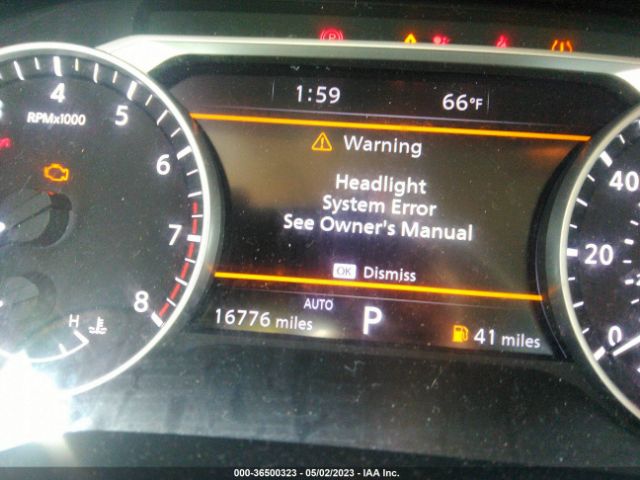 1:59 66°F
Warning
Headlight
System Error
See Owner's Manual
OK Dismiss
AUTO
16776 miles P 41 miles
4 5 6 7 8
RPMx1000
H
40
20
0
000-36500323 - 05/02/2023 - IAA Inc.